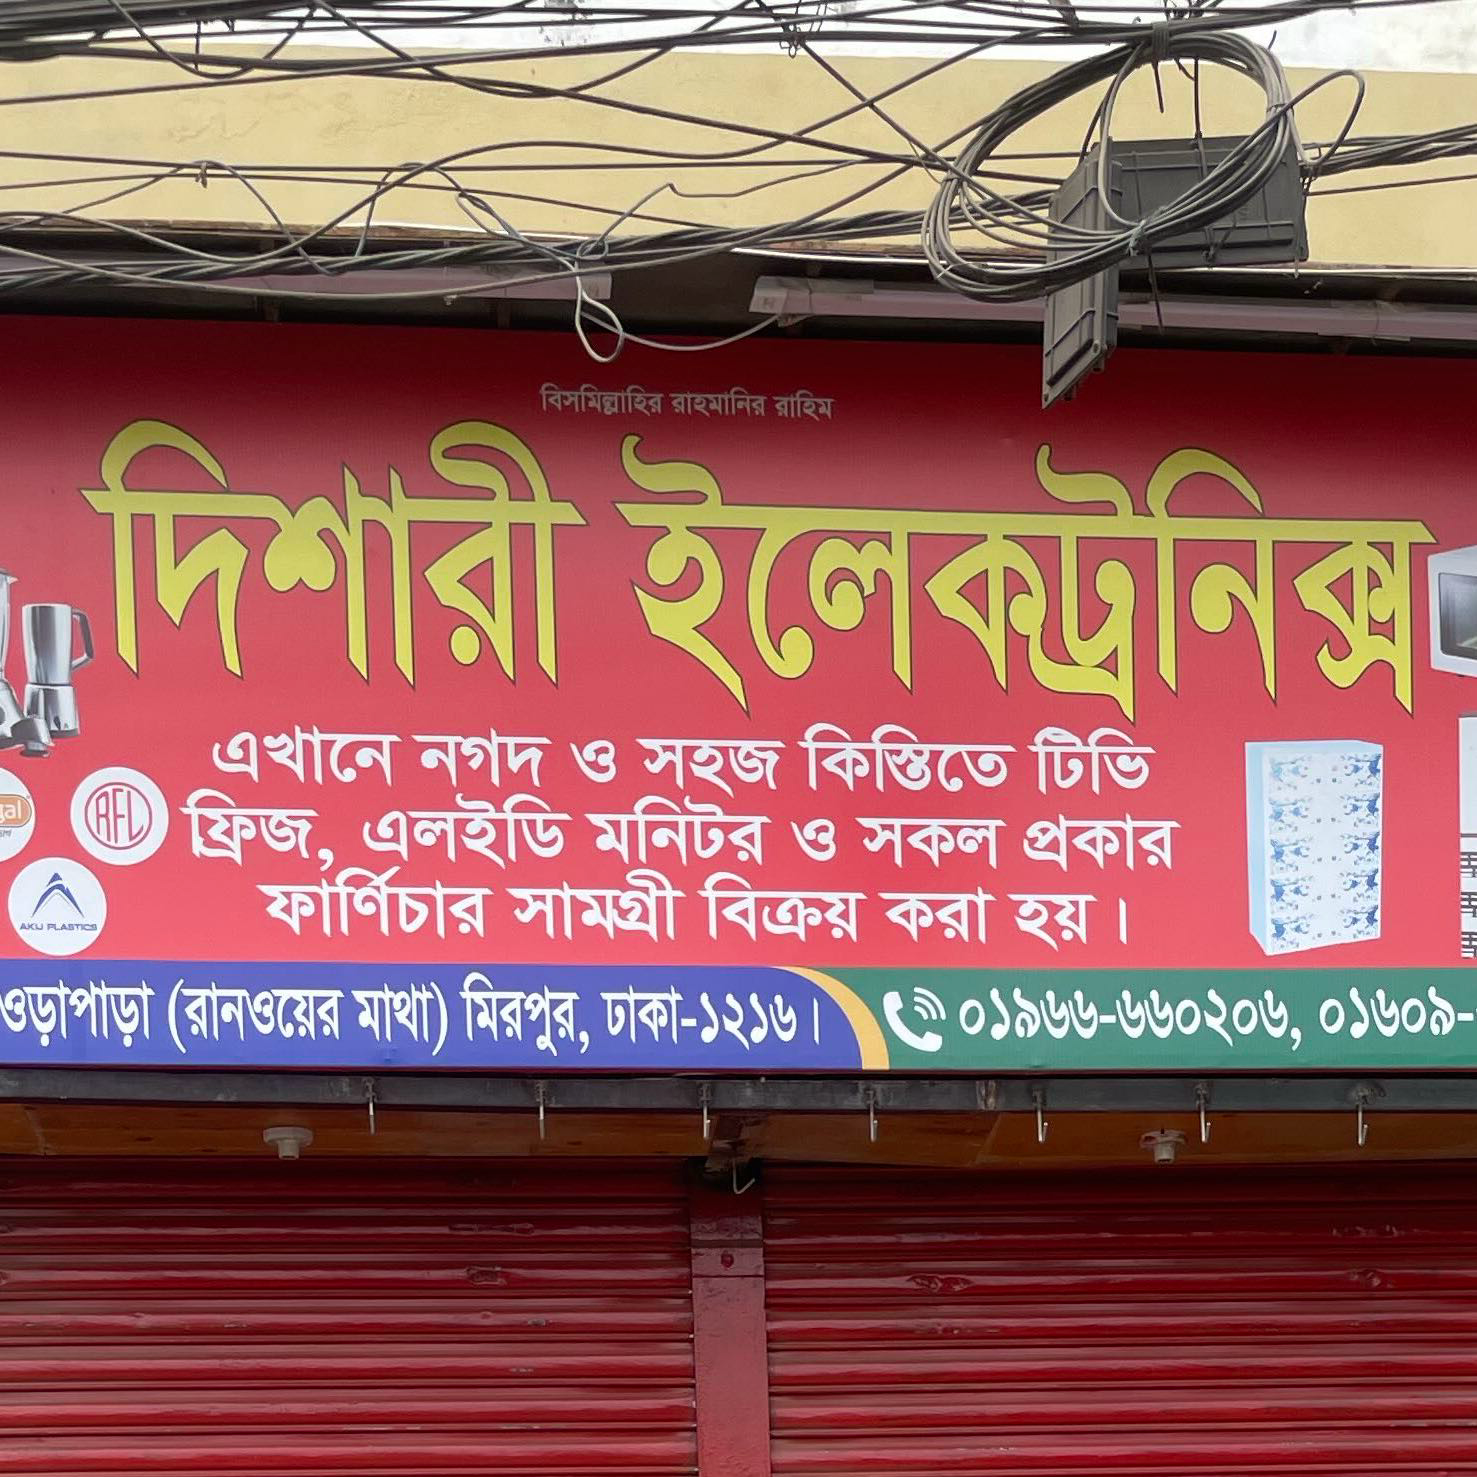 বিসমিল্লাহির রাহমানির রাহিম
দিশারী ইলেকট্রনিক্স
এখানে নগদ ও সহজ কিস্তিতে টিভি
ফ্রিজ, এলইডি মনিটর ও সকল প্রকার
ফার্ণিচার সামগ্রী বিক্রয় করা হয়।
RFL
AKIJ PLASTICS
ওড়াপাড়া (রানওয়ের মাথা) মিরপুর, ঢাকা-১২১৬।
০১৯৬৬-৬৬০২০৬, ০১৬০৯-